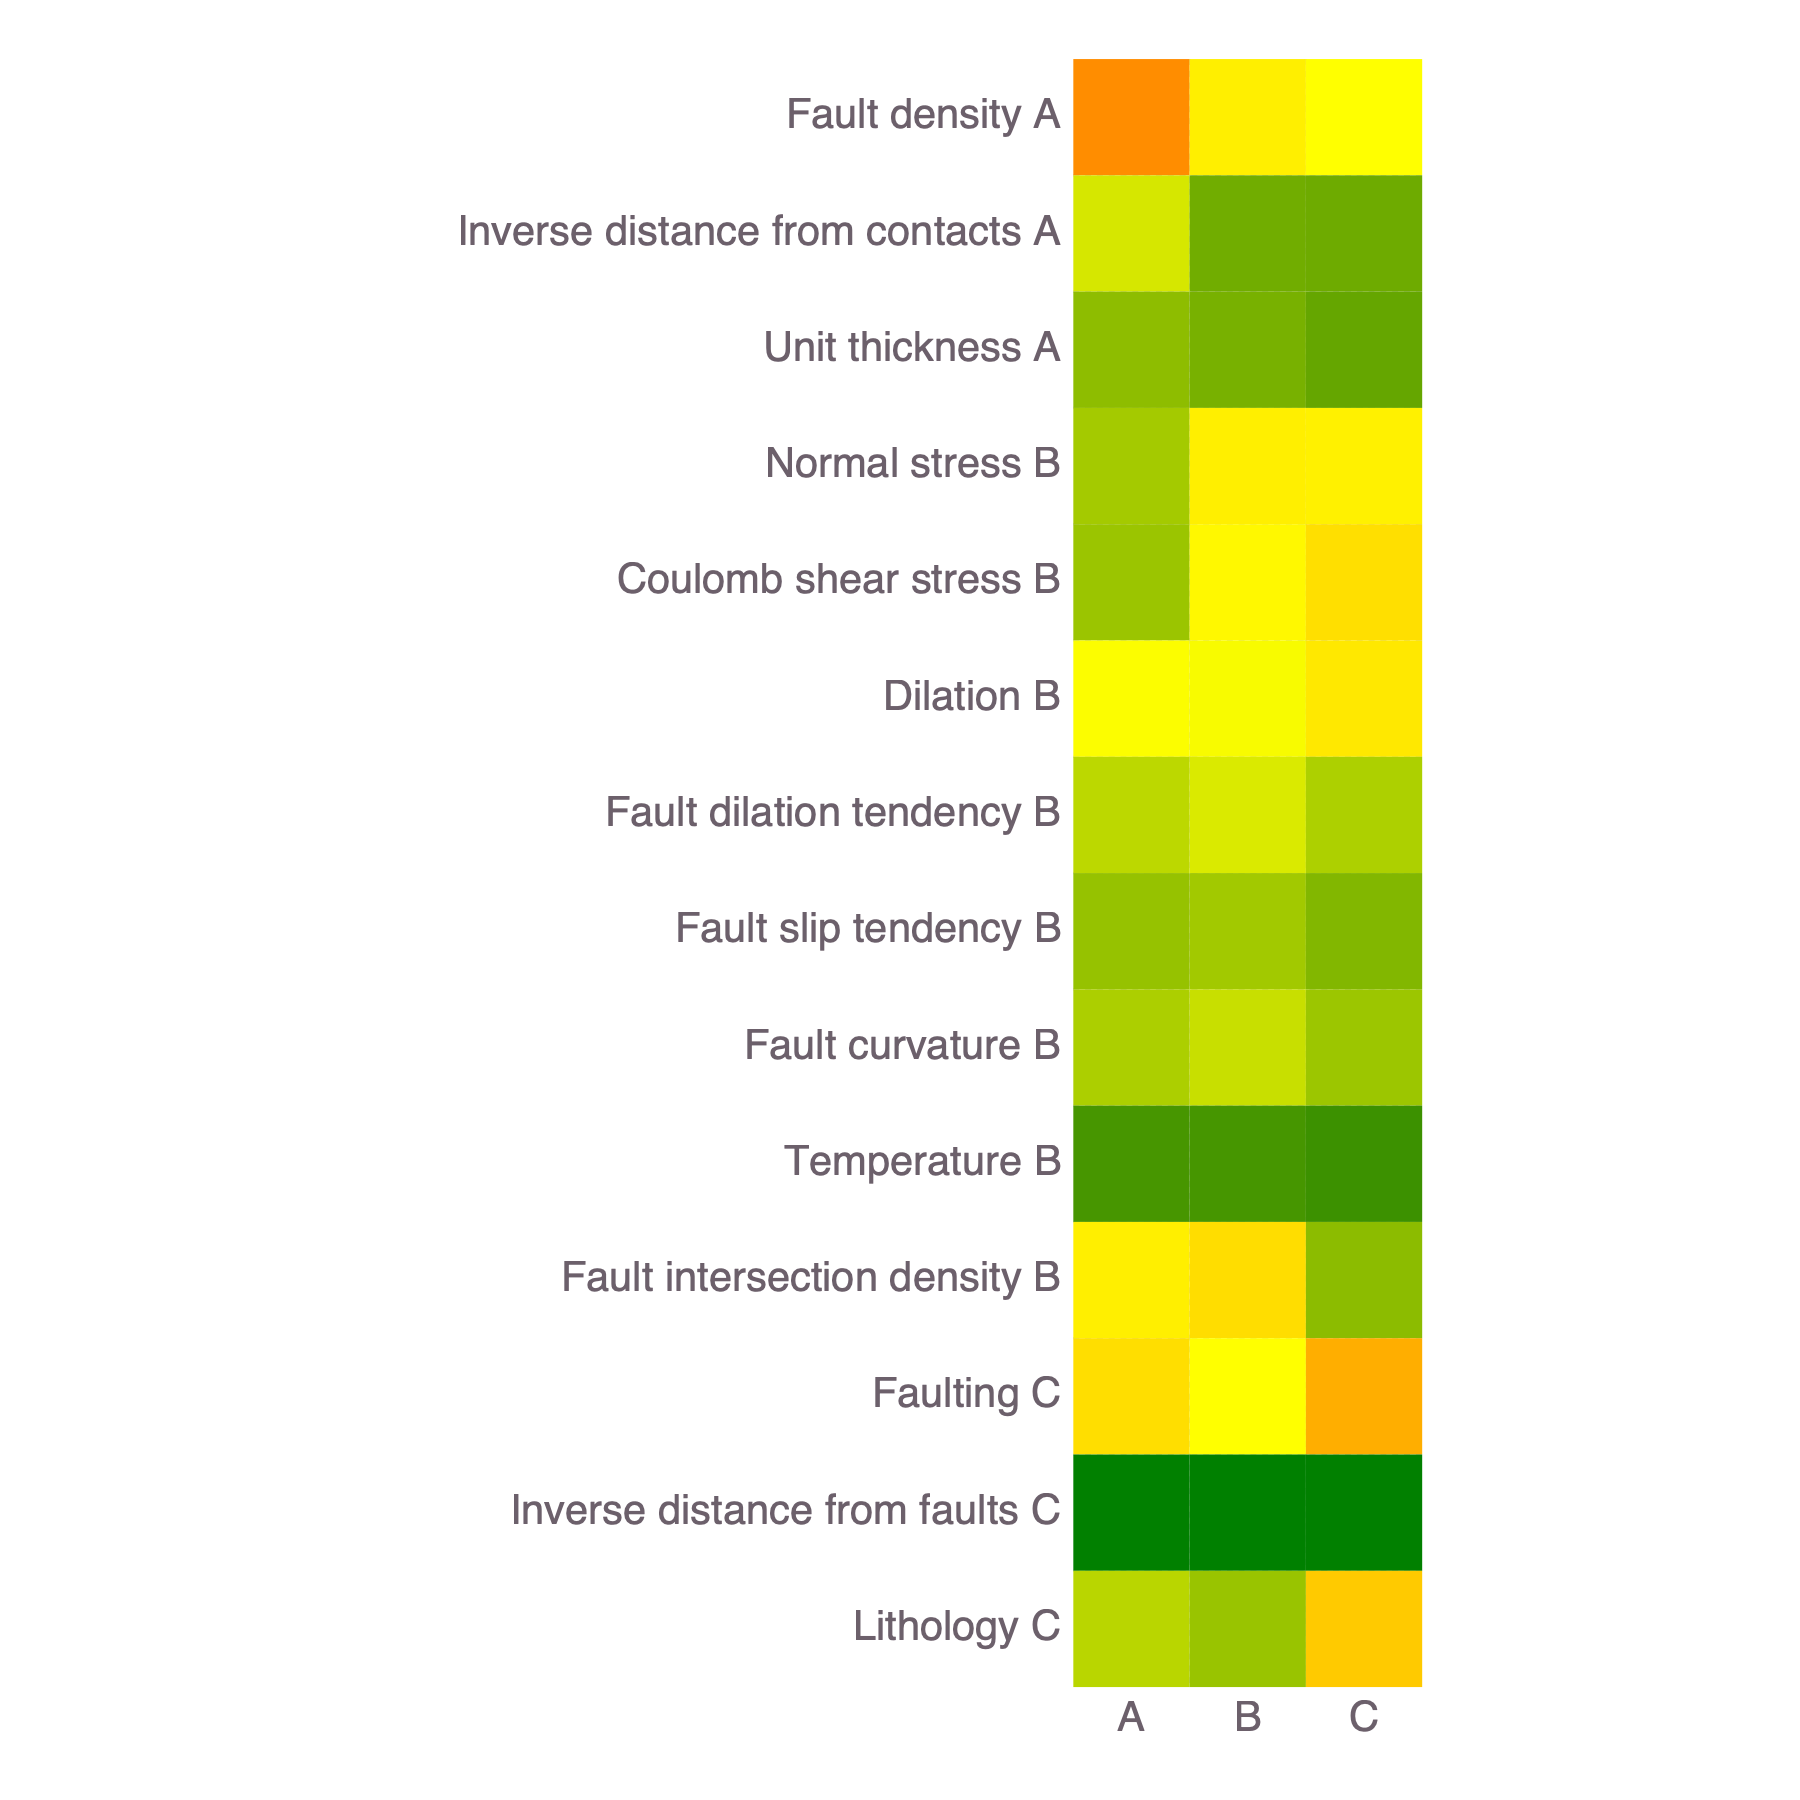 Fault density A
Inverse distance from contacts A
Unit thickness A
Normal stress B
Coulomb shear stress B
Dilation B
Fault dilation tendency B
Fault slip tendency B
Fault curvature B
Temperature B
Fault intersection density B
Faulting C
Inverse distance from faults C
Lithology C
A B C